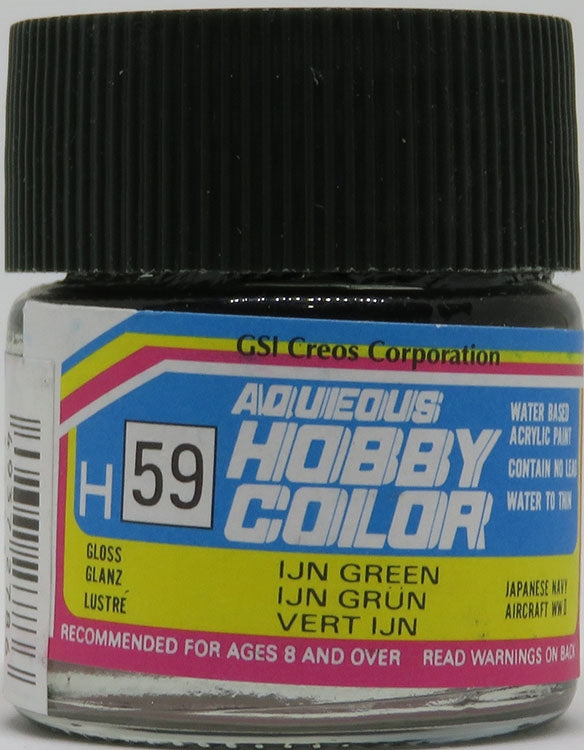 GSI Creos Corporation
AQUEOUS
HOBBY
COLOR
WATER BASED
ACRYLIC PAINT
CONTAIN NO LEAD
WATER TO THIN
H 59
GLOSS
GLANZ
LUSTRÉ
IJN GREEN
IJN GRÜN
VERT IJN
JAPANESE NAVY
AIRCRAFT WWⅡ
RECOMMENDED FOR AGES 8 AND OVER READ WARNINGS ON BACK